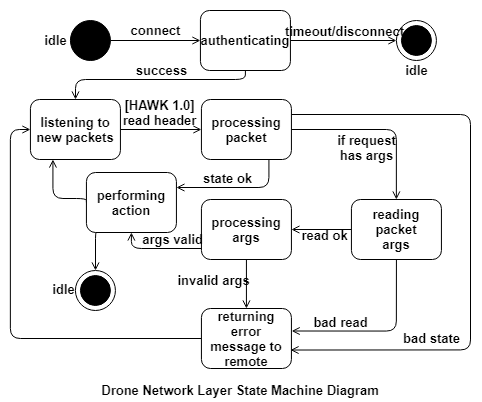 idle
connect
authenticating
timeout/disconnect
idle
success
listening to
new packets
[HAWK 1.0]
read header
processing
packet
if request
has args
state ok
performing
action
processing
args
reading
packet
args
args valid
read ok
idle
invalid args
returning
error
message to
remote
bad read
bad state
Drone Network Layer State Machine Diagram